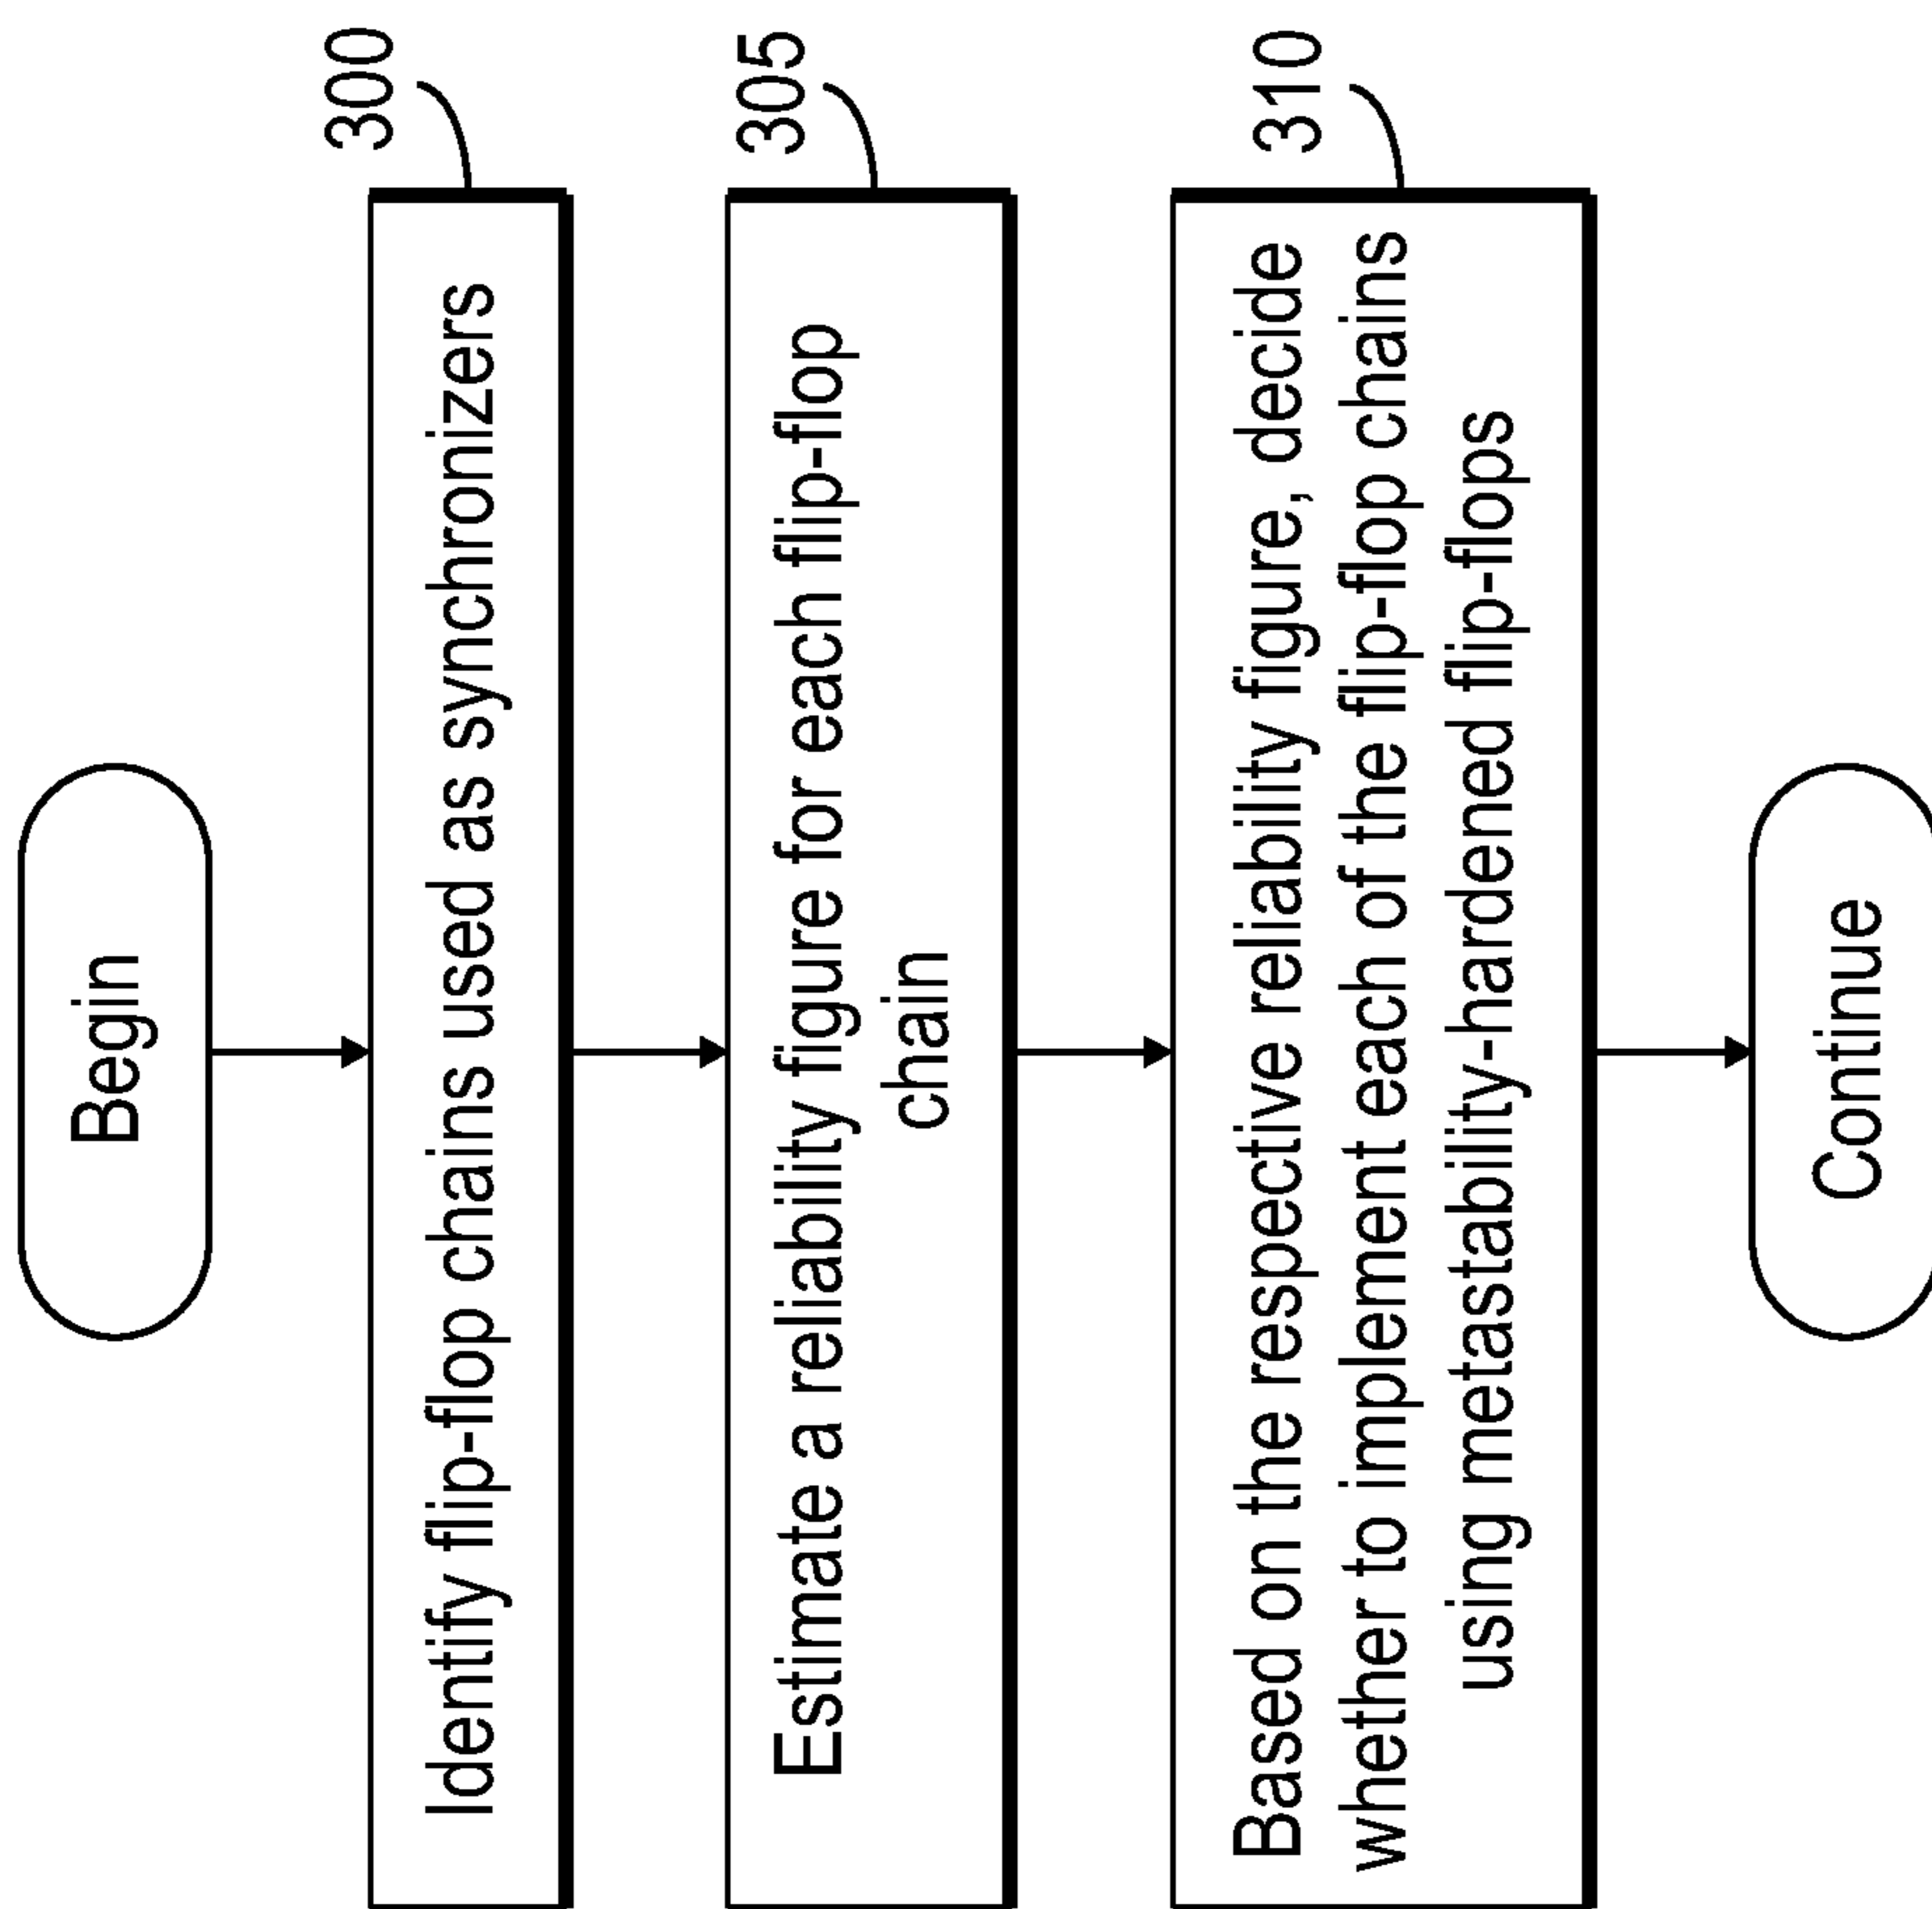 Begin
300
Identify flip-flop chains used as synchronizers
305
Estimate a reliability figure for each flip-flop
chain
310
Based on the respective reliability figure, decide
whether to implement each of the flip-flop chains
using metastability-hardened flip-flops
Continue